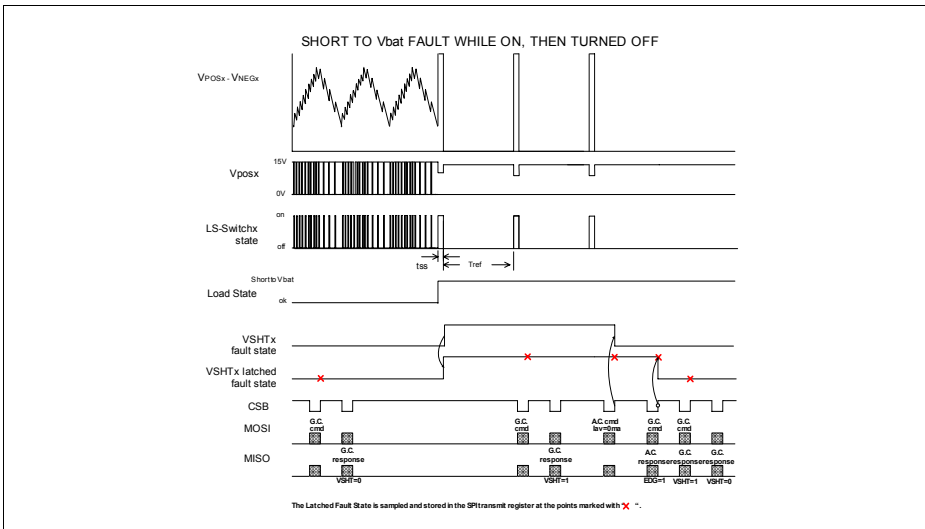 SHORT TO Vbat FAULT WHILE ON, THEN TURNED OFF
VPOSx - VNEGx
15V
Vposx
0V
on
LS-Switchx
state
off
tss
Tref
Short to Vbat
Load State
ok
VSHTx
fault state
VSHTx latched
fault state
CSB
G.C. cmd
G.C. cmd
A.C. cmd Iav=0ma
G.C. cmd
G.C. cmd
MOSI
MISO
G.C. response
G.C. response
A.C. response
G.C. response
G.C. response
VSHT=0
VSHT=1
EDG=1
VSHT=1
VSHT=0
The Latched Fault State is sampled and stored in the SPI transmit register at the points marked with "X".